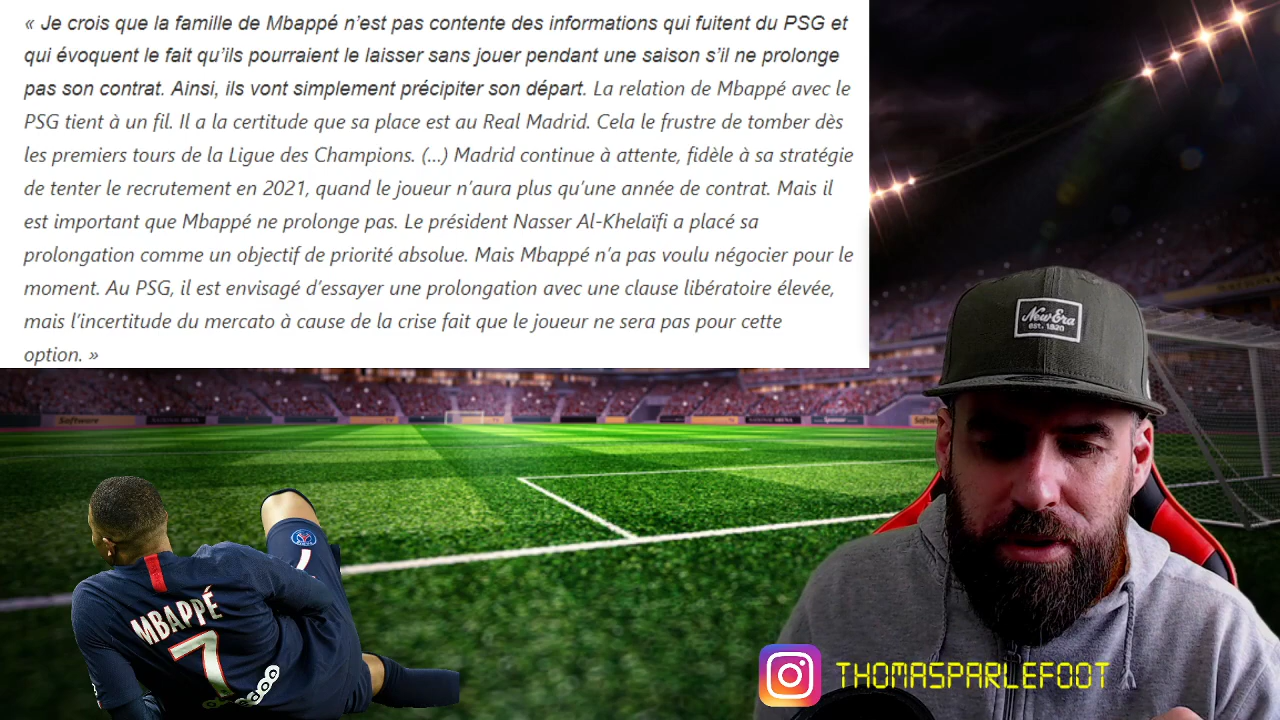 « Je crois que la famille de Mbappé n’est pas contente des informations qui fuitent du PSG et
qui évoquent le fait qu’ils pourraient le laisser sans jouer pendant une saison s’il ne prolonge
pas son contrat. Ainsi, ils vont simplement précipiter son départ. La relation de Mbappé avec le
PSG tient à un fil. Il a la certitude que sa place est au Real Madrid. Cela le frustre de tomber dès
les premiers tours de la Ligue des Champions. (...) Madrid continue à attente, fidèle à sa stratégie
de tenter le recrutement en 2021, quand le joueur n’aura plus qu’une année de contrat. Mais il
est important que Mbappé ne prolonge pas. Le président Nasser Al-Khelaïfi a placé sa
prolongation comme un objectif de priorité absolue. Mais Mbappé n’a pas voulu négocier pour le
moment. Au PSG, il est envisagé d’essayer une prolongation avec une clause libératoire élevée,
mais l’incertitude du mercato à cause de la crise fait que le joueur ne sera pas pour cette
option. »
New Era
EST. 1920
Software
MBAPPÉ
7
THOMASPARLEFOOT